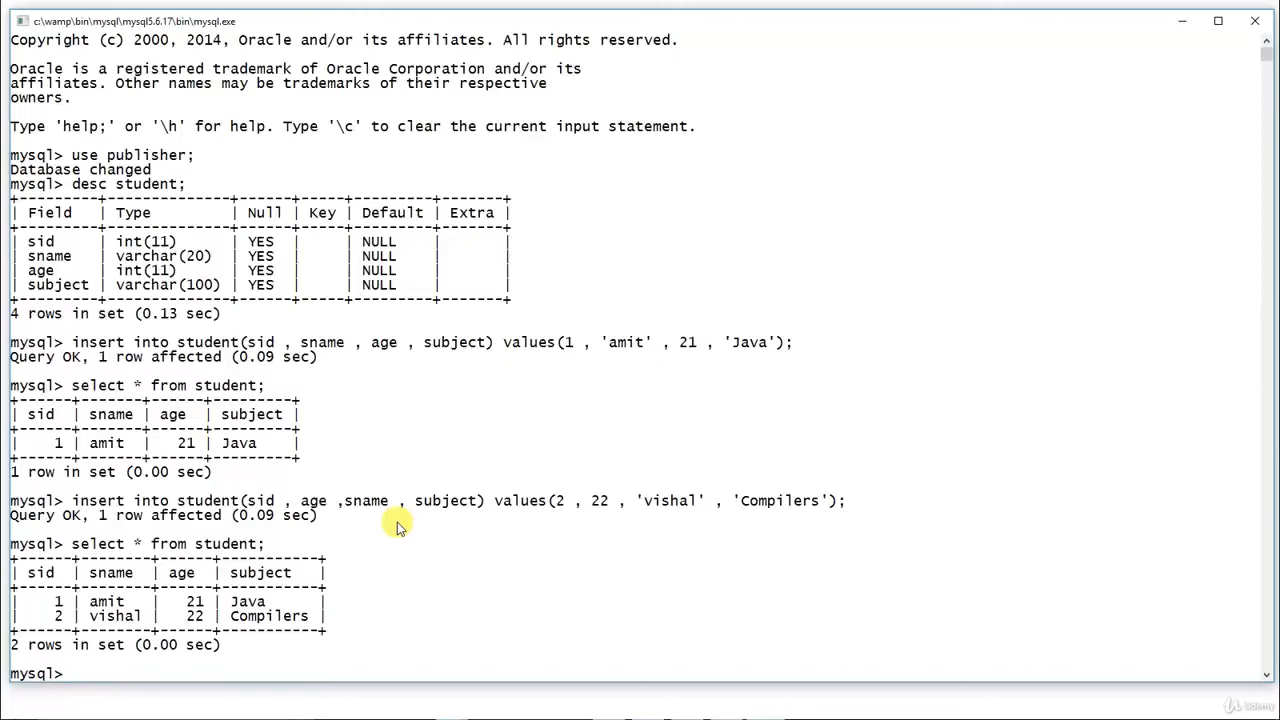 c:\wamp\bin\mysql\mysql5.6.17\bin\mysql.exe
Copyright (c) 2000, 2014, Oracle and/or its affiliates. All rights reserved.
Oracle is a registered trademark of Oracle Corporation and/or its
affiliates. Other names may be trademarks of their respective
owners.
Type 'help;' or '\h' for help. Type '\c' to clear the current input statement.
mysql> use publisher;
Database changed
mysql> desc student;
+---------+--------------+------+-----+---------+-------+
| Field   | Type         | Null | Key | Default | Extra |
+---------+--------------+------+-----+---------+-------+
| sid     | int(11)      | YES  |     | NULL    |       |
| sname   | varchar(20)  | YES  |     | NULL    |       |
| age     | int(11)      | YES  |     | NULL    |       |
| subject | varchar(100) | YES  |     | NULL    |       |
+---------+--------------+------+-----+---------+-------+
4 rows in set (0.13 sec)
mysql> insert into student(sid , sname , age , subject) values(1 , 'amit' , 21 , 'Java');
Query OK, 1 row affected (0.09 sec)
mysql> select * from student;
+------+-------+------+---------+
| sid  | sname | age  | subject |
+------+-------+------+---------+
|    1 | amit  |   21 | Java    |
+------+-------+------+---------+
1 row in set (0.00 sec)
mysql> insert into student(sid , age ,sname , subject) values(2 , 22 , 'vishal' , 'Compilers');
Query OK, 1 row affected (0.09 sec)
mysql> select * from student;
+------+--------+------+-----------+
| sid  | sname  | age  | subject   |
+------+--------+------+-----------+
|    1 | amit   |   21 | Java      |
|    2 | vishal |   22 | Compilers |
+------+--------+------+-----------+
2 rows in set (0.00 sec)
mysql>
Udemy